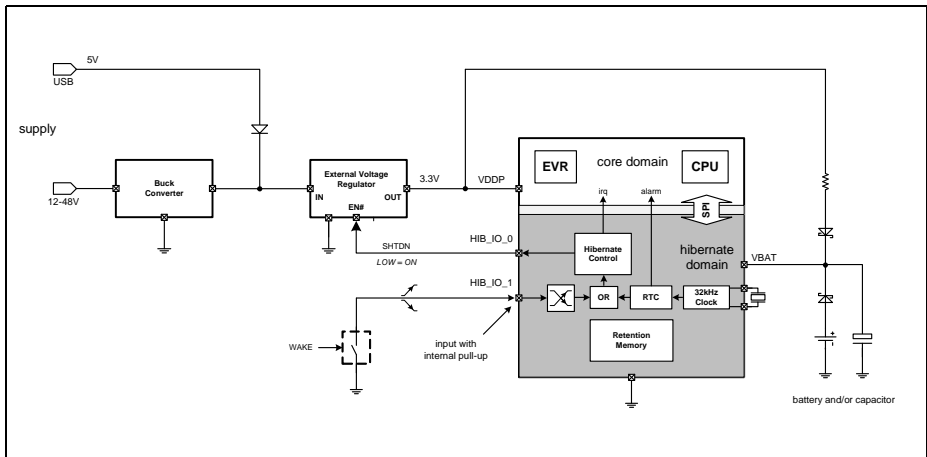 5V
USB
supply
12-48V
Buck
Converter
External Voltage
Regulator
IN
OUT
EN#
3.3V
VDDP
EVR
core domain
CPU
irq
alarm
SPI
SHTDN
LOW = ON
HIB_IO_0
Hibernate
Control
hibernate
domain
VBAT
HIB_IO_1
OR
RTC
32kHz
Clock
WAKE
input with
internal pull-up
Retention
Memory
+
battery and/or capacitor